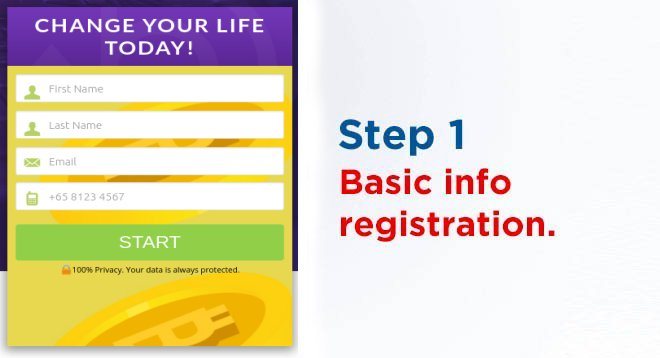 CHANGE YOUR LIFE
TODAY!
First Name
Last Name
Email
+65 8123 4567
START
100% Privacy. Your data is always protected.
Step 1
Basic info
registration.